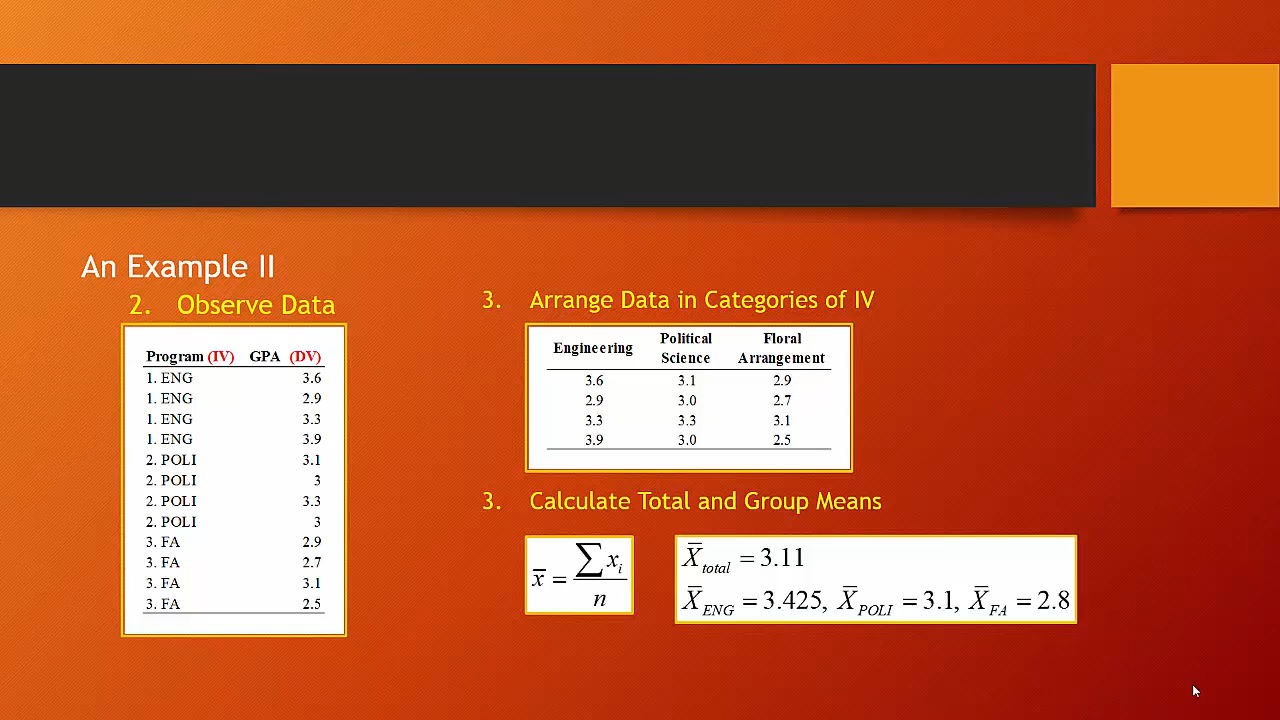 An Example II
2. Observe Data
Program (IV) GPA (DV)
1. ENG 3.6
1. ENG 2.9
1. ENG 3.3
1. ENG 3.9
2. POLI 3.1
2. POLI 3
2. POLI 3.3
2. POLI 3
3. FA 2.9
3. FA 2.7
3. FA 3.1
3. FA 2.5
3. Arrange Data in Categories of IV
Engineering Political Science Floral Arrangement
3.6 3.1 2.9
2.9 3.0 2.7
3.3 3.3 3.1
3.9 3.0 2.5
3. Calculate Total and Group Means
x̄ = ∑xᵢ / n
X̄total = 3.11
X̄ENG = 3.425, X̄POLI = 3.1, X̄FA = 2.8